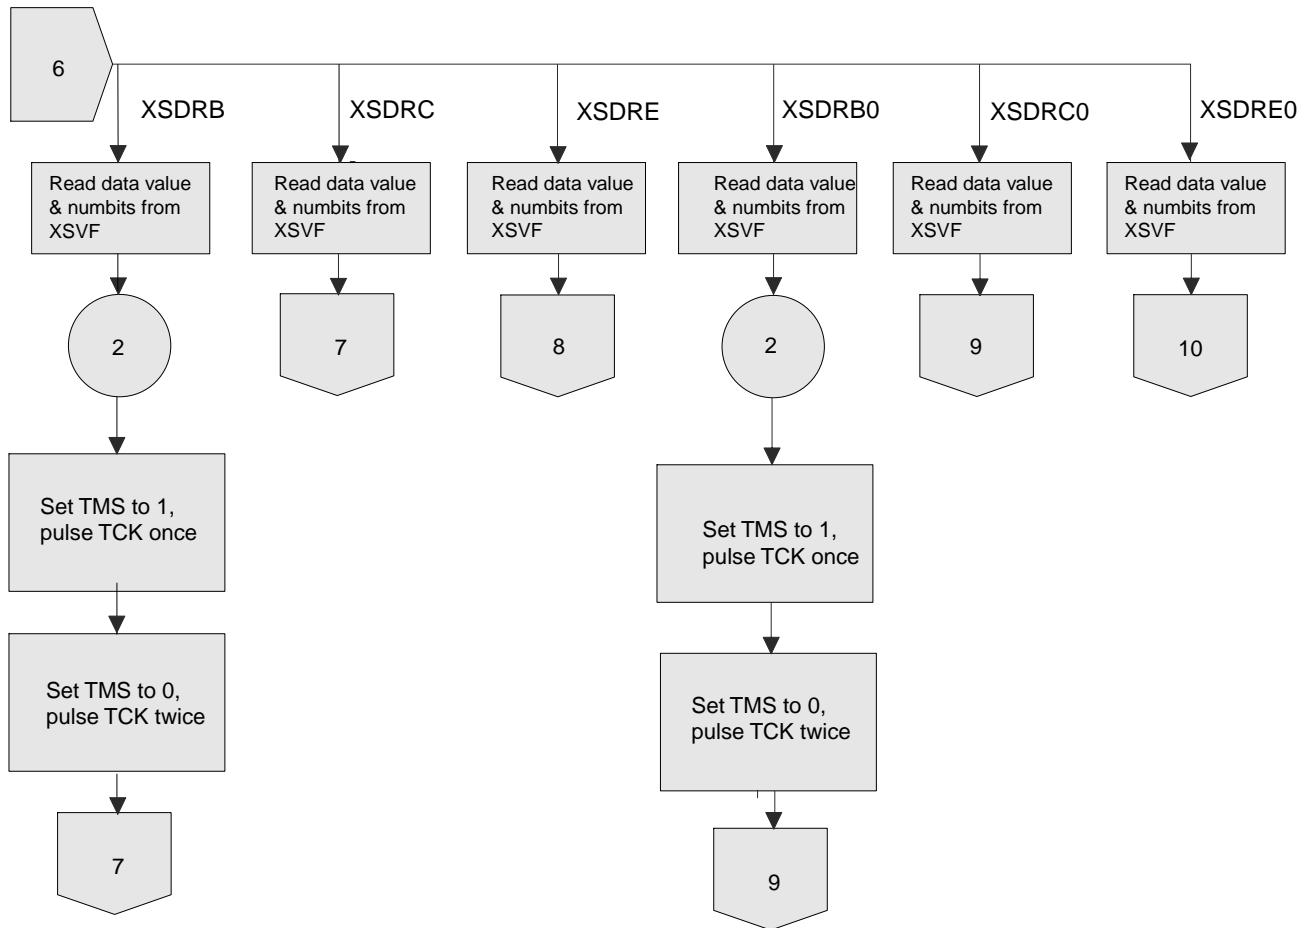 6
XSDRB
XSDRC
XSDRE
XSDRB0
XSDRC0
XSDRE0
Read data value
& numbits from
XSVF
Read data value
& numbits from
XSVF
Read data value
& numbits from
XSVF
Read data value
& numbits from
XSVF
Read data value
& numbits from
XSVF
Read data value
& numbits from
XSVF
2
7
8
2
9
10
Set TMS to 1,
pulse TCK once
Set TMS to 1,
pulse TCK once
Set TMS to 0,
pulse TCK twice
Set TMS to 0,
pulse TCK twice
7
9